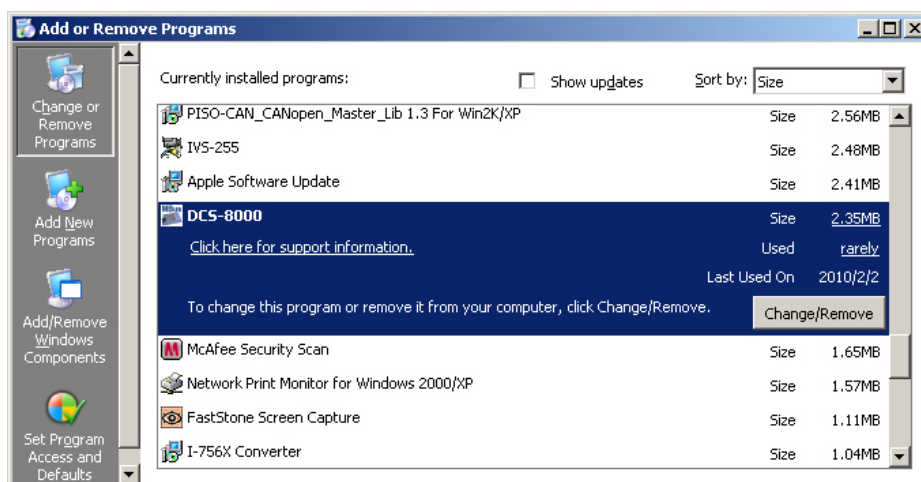 Add or Remove Programs
Change or
Remove
Programs
Add New
Programs
Add/Remove
Windows
Components
Set Program
Access and
Defaults
Currently installed programs:
Show updates
Sort by: Size
PISO-CAN_CANopen_Master_Lib 1.3 For Win2K/XP Size 2.56MB
IVS-255 Size 2.48MB
Apple Software Update Size 2.41MB
DCS-8000 Size 2.35MB
Click here for support information. Used rarely
Last Used On 2010/2/2
To change this program or remove it from your computer, click Change/Remove. Change/Remove
McAfee Security Scan Size 1.65MB
Network Print Monitor for Windows 2000/XP Size 1.57MB
FastStone Screen Capture Size 1.11MB
I-756X Converter Size 1.04MB